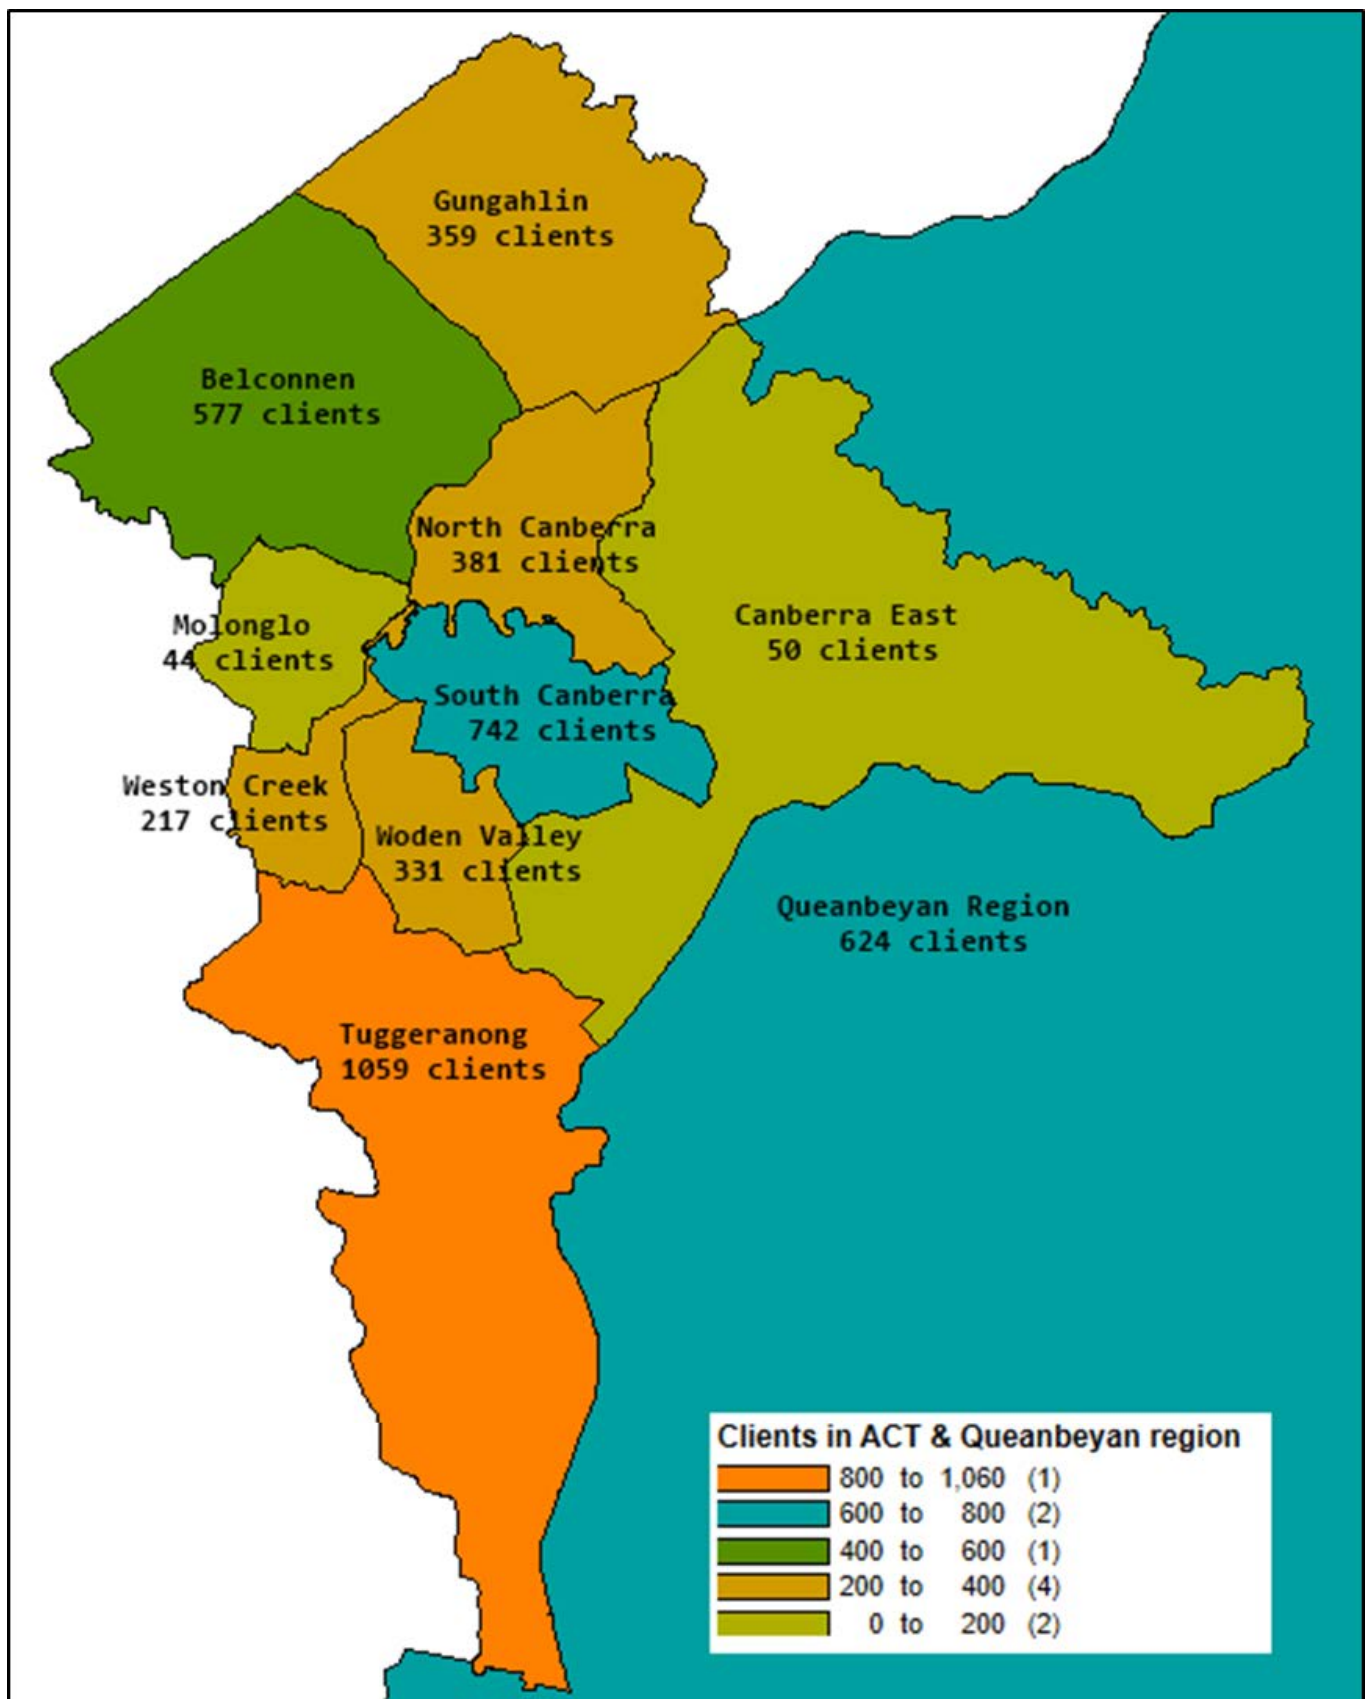 Gungahlin
359 clients
Belconnen
577 clients
North Canberra
381 clients
Canberra East
50 clients
Molonglo
44 clients
South Canberra
742 clients
Weston Creek
217 clients
Woden Valley
331 clients
Queanbeyan Region
624 clients
Tuggeranong
1059 clients
Clients in ACT & Queanbeyan region
800 to 1,060 (1)
600 to 800 (2)
400 to 600 (1)
200 to 400 (4)
0 to 200 (2)